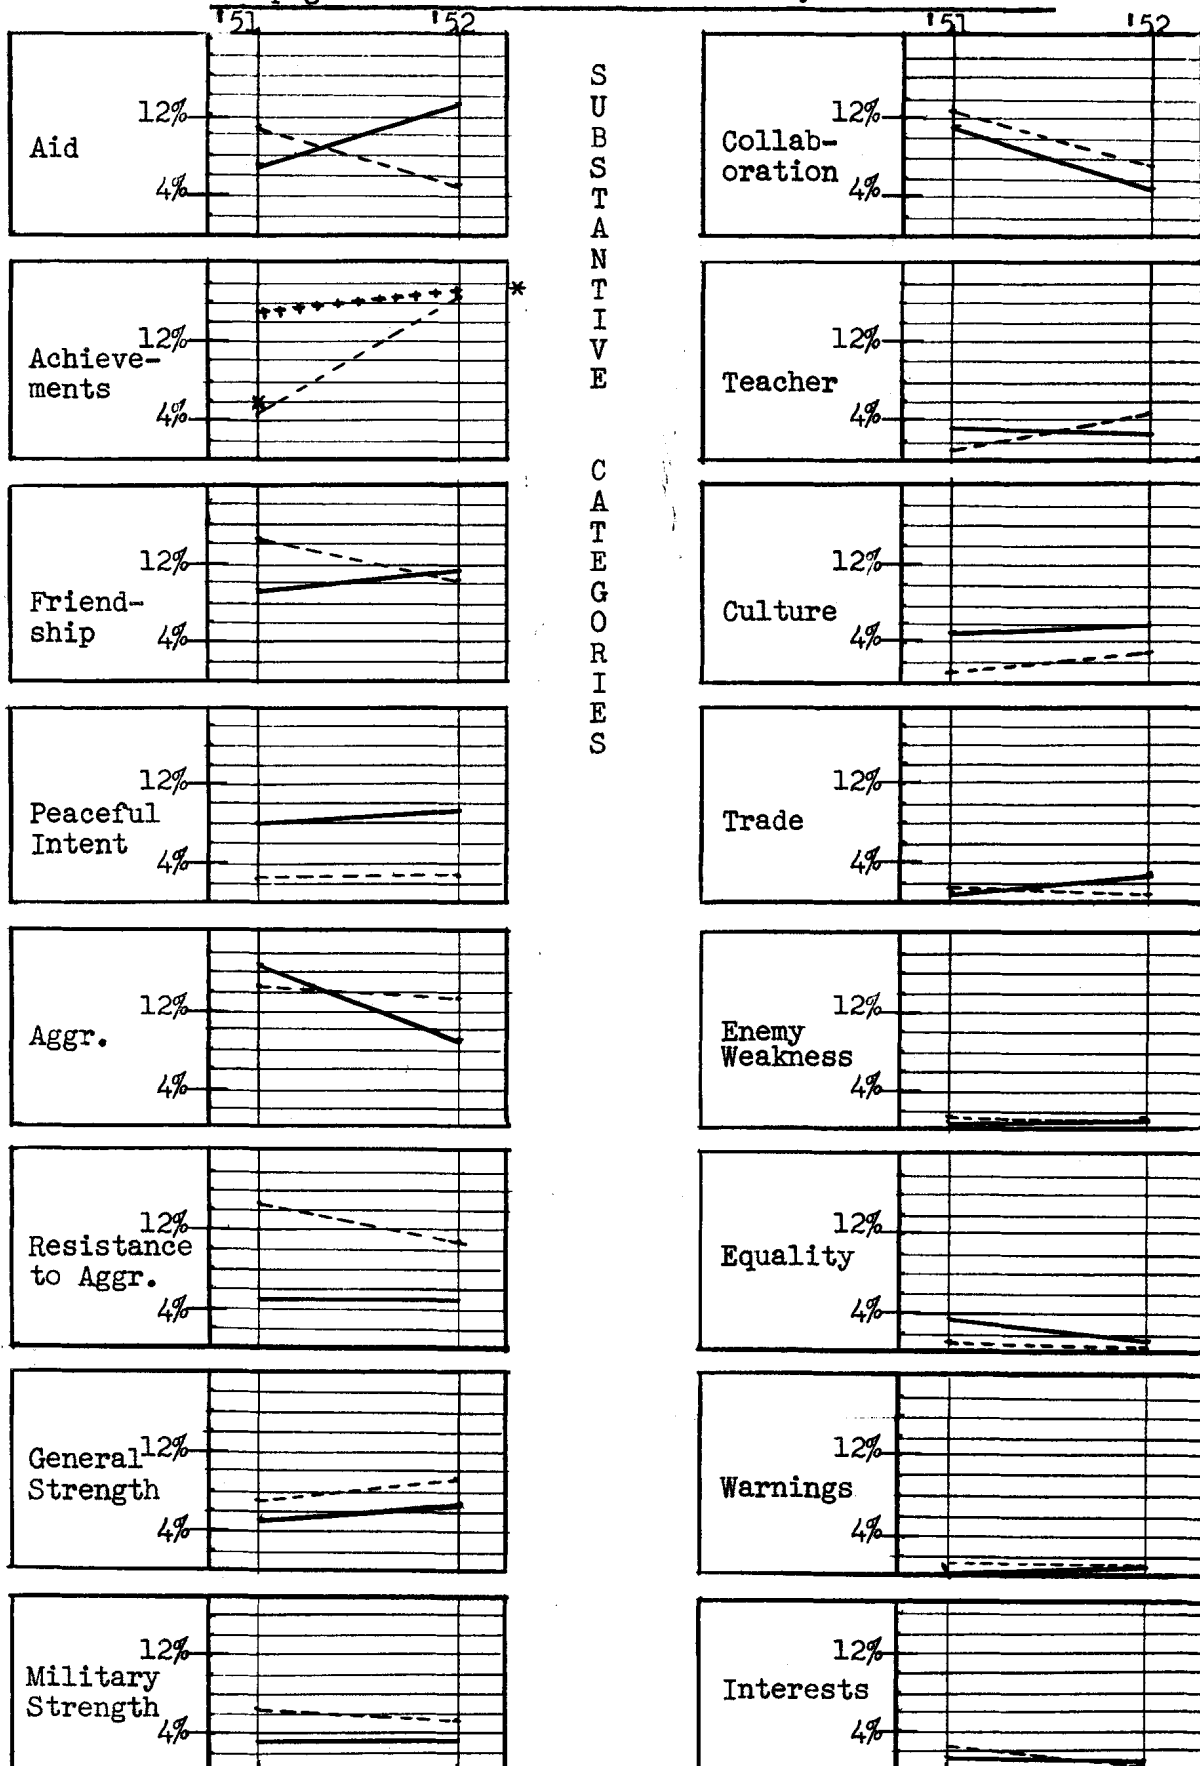 '51 '52 '51 '52
12%
Aid
4%
12%
Collab-
oration
4%
SUBSTANTIVE CATEGORIES
*
12%
Achieve-
ments
*
4%
12%
Teacher
4%
12%
Friend-
ship
4%
12%
Culture
4%
12%
Peaceful
Intent
4%
12%
Trade
4%
12%
Aggr.
4%
12%
Enemy
Weakness
4%
12%
Resistance
to Aggr.
4%
12%
Equality
4%
12%
General
Strength
4%
12%
Warnings
4%
12%
Military
Strength
4%
12%
Interests
4%